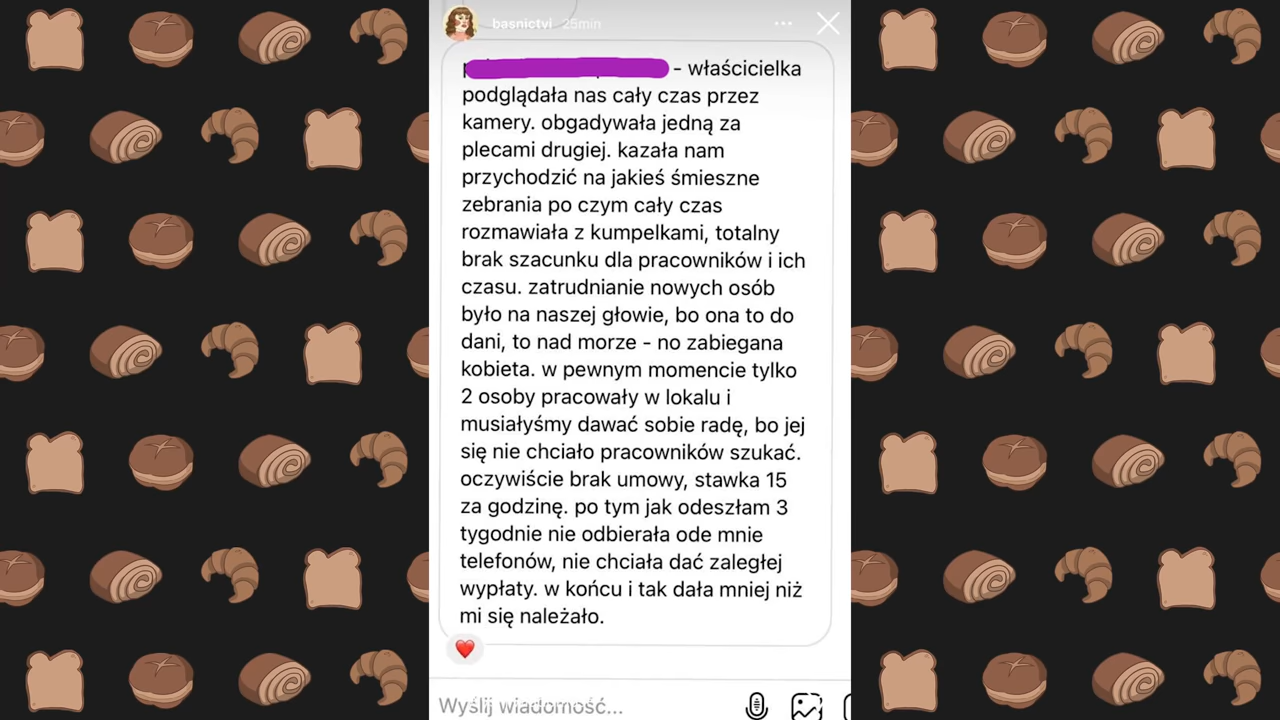 basnictvi 25min
- właścicielka
podglądała nas cały czas przez
kamery. obgadywała jedną za
plecami drugiej. kazała nam
przychodzić na jakieś śmieszne
zebrania po czym cały czas
rozmawiała z kumpelkami, totalny
brak szacunku dla pracowników i ich
czasu. zatrudnianie nowych osób
było na naszej głowie, bo ona to do
dani, to nad morze - no zabiegana
kobieta. w pewnym momencie tylko
2 osoby pracowały w lokalu i
musiałyśmy dawać sobie radę, bo jej
się nie chciało pracowników szukać.
oczywiście brak umowy, stawka 15
za godzinę. po tym jak odeszłam 3
tygodnie nie odbierała ode mnie
telefonów, nie chciała dać zaległej
wypłaty. w końcu i tak dała mniej niż
mi się należało.
Wyślij wiadomość...